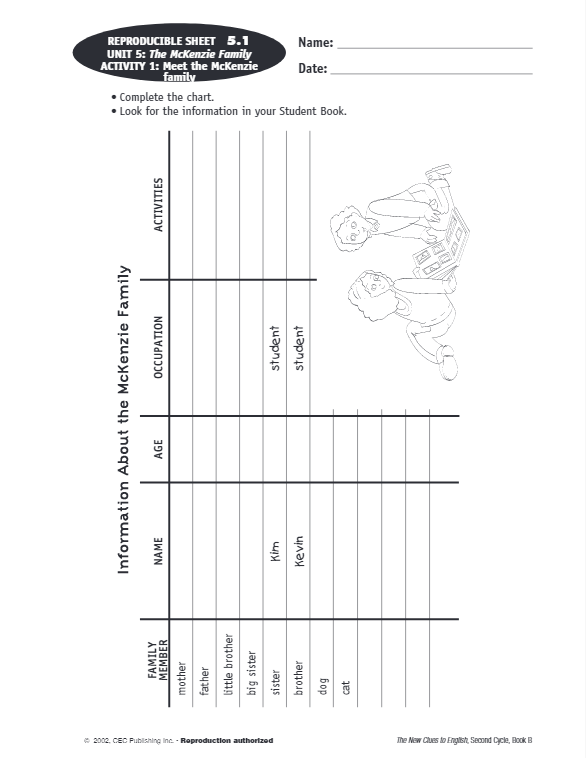 REPRODUCIBLE SHEET 5.1
UNIT 5: The McKenzie Family
ACTIVITY 1: Meet the McKenzie
family
Name:
Date:
• Complete the chart.
• Look for the information in your Student Book.
Information About the McKenzie Family
FAMILY
MEMBER
NAME
AGE
OCCUPATION
ACTIVITIES
mother
father
little brother
big sister
sister Kim student
brother Kevin student
dog
cat
© 2002, CEC Publishing Inc. • Reproduction authorized
The New Clues to English, Second Cycle, Book B